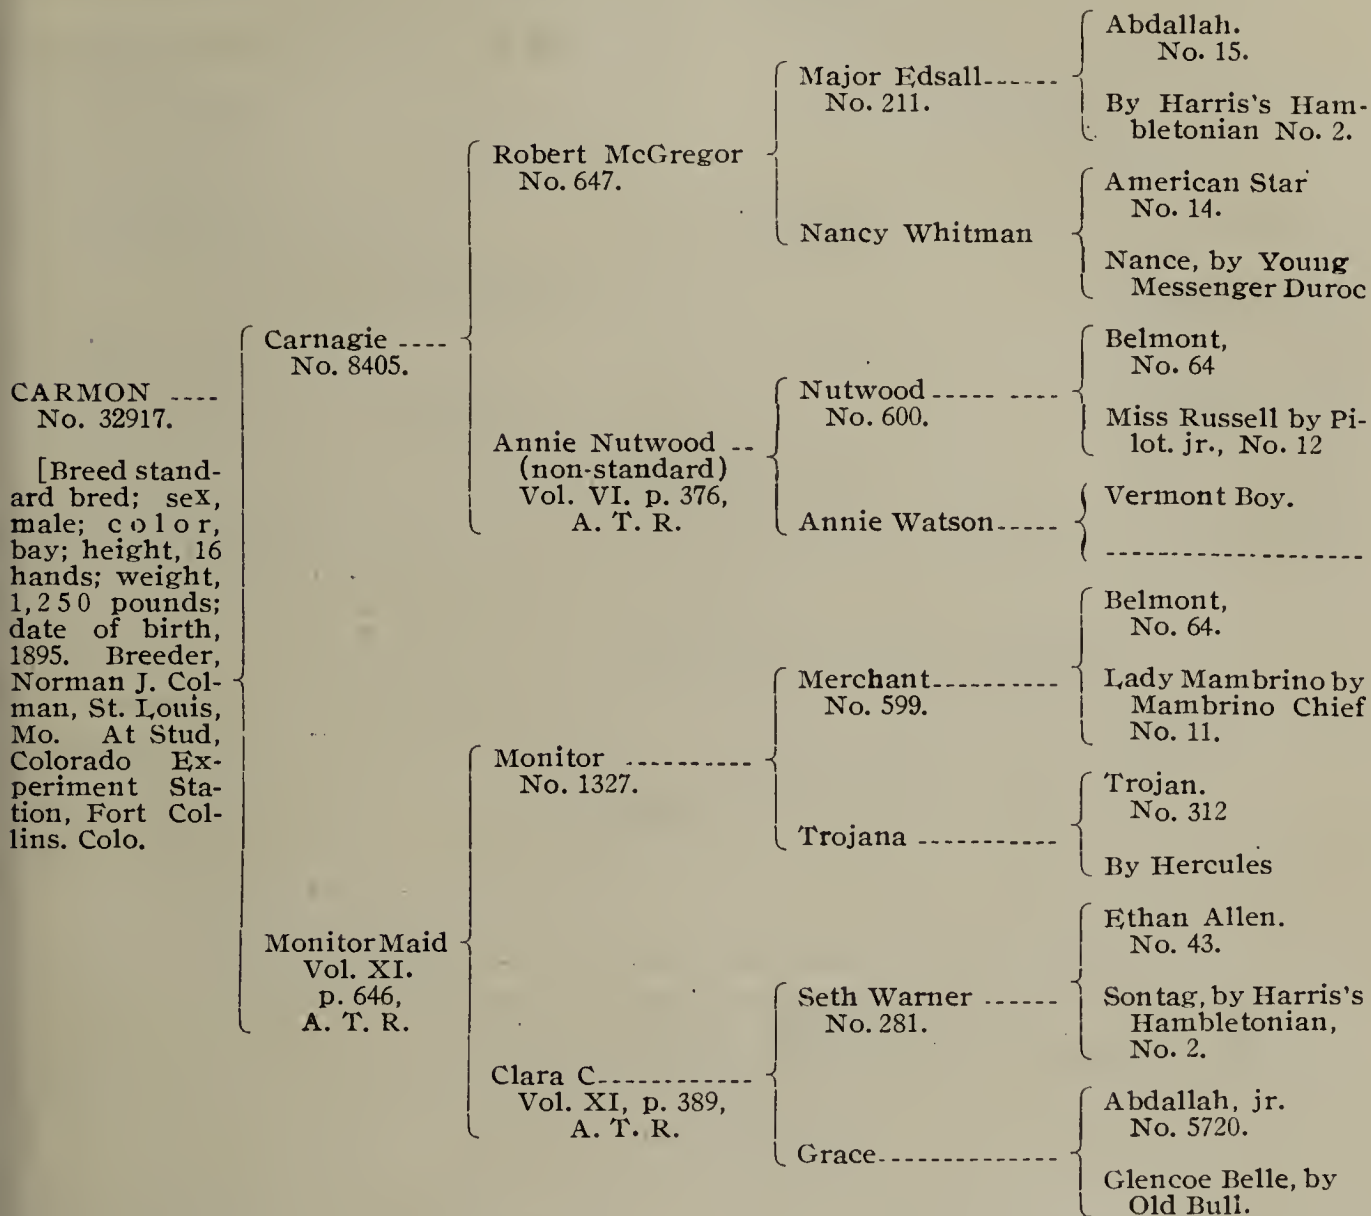 CARMON ----
No. 32917.
[Breed stand-
ard bred; sex,
male; color,
bay; height, 16
hands; weight,
1,250 pounds;
date of birth,
1895. Breeder,
Norman J. Col-
man, St. Louis,
Mo. At Stud,
Colorado Ex-
periment Sta-
tion, Fort Col-
lins. Colo.
Carnagie ----
No. 8405.
Monitor Maid
Vol. XI.
p. 646,
A. T. R.
Robert McGregor
No. 647.
Annie Nutwood --
(non-standard)
Vol. VI. p. 376,
A. T. R.
Monitor ----------
No. 1327.
Clara C------------
Vol. XI, p. 389,
A. T. R.
Major Edsall------
No. 211.
Nancy Whitman
Nutwood ----- ----
No. 600.
Annie Watson-----
Merchant----------
No. 599.
Trojana -----------
Seth Warner ------
No. 281.
Grace--------------
Abdallah.
No. 15.
By Harris's Ham-
bletonian No. 2.
American Star
No. 14.
Nance, by Young
Messenger Duroc
Belmont,
No. 64
Miss Russell by Pi-
lot. jr., No. 12
Vermont Boy.
-------------------
Belmont,
No. 64.
Lady Mambrino by
Mambrino Chief
No. 11.
Trojan.
No. 312
By Hercules
Ethan Allen.
No. 43.
Sontag, by Harris's
Hambletonian,
No. 2.
Abdallah, jr.
No. 5720.
Glencoe Belle, by
Old Bull.